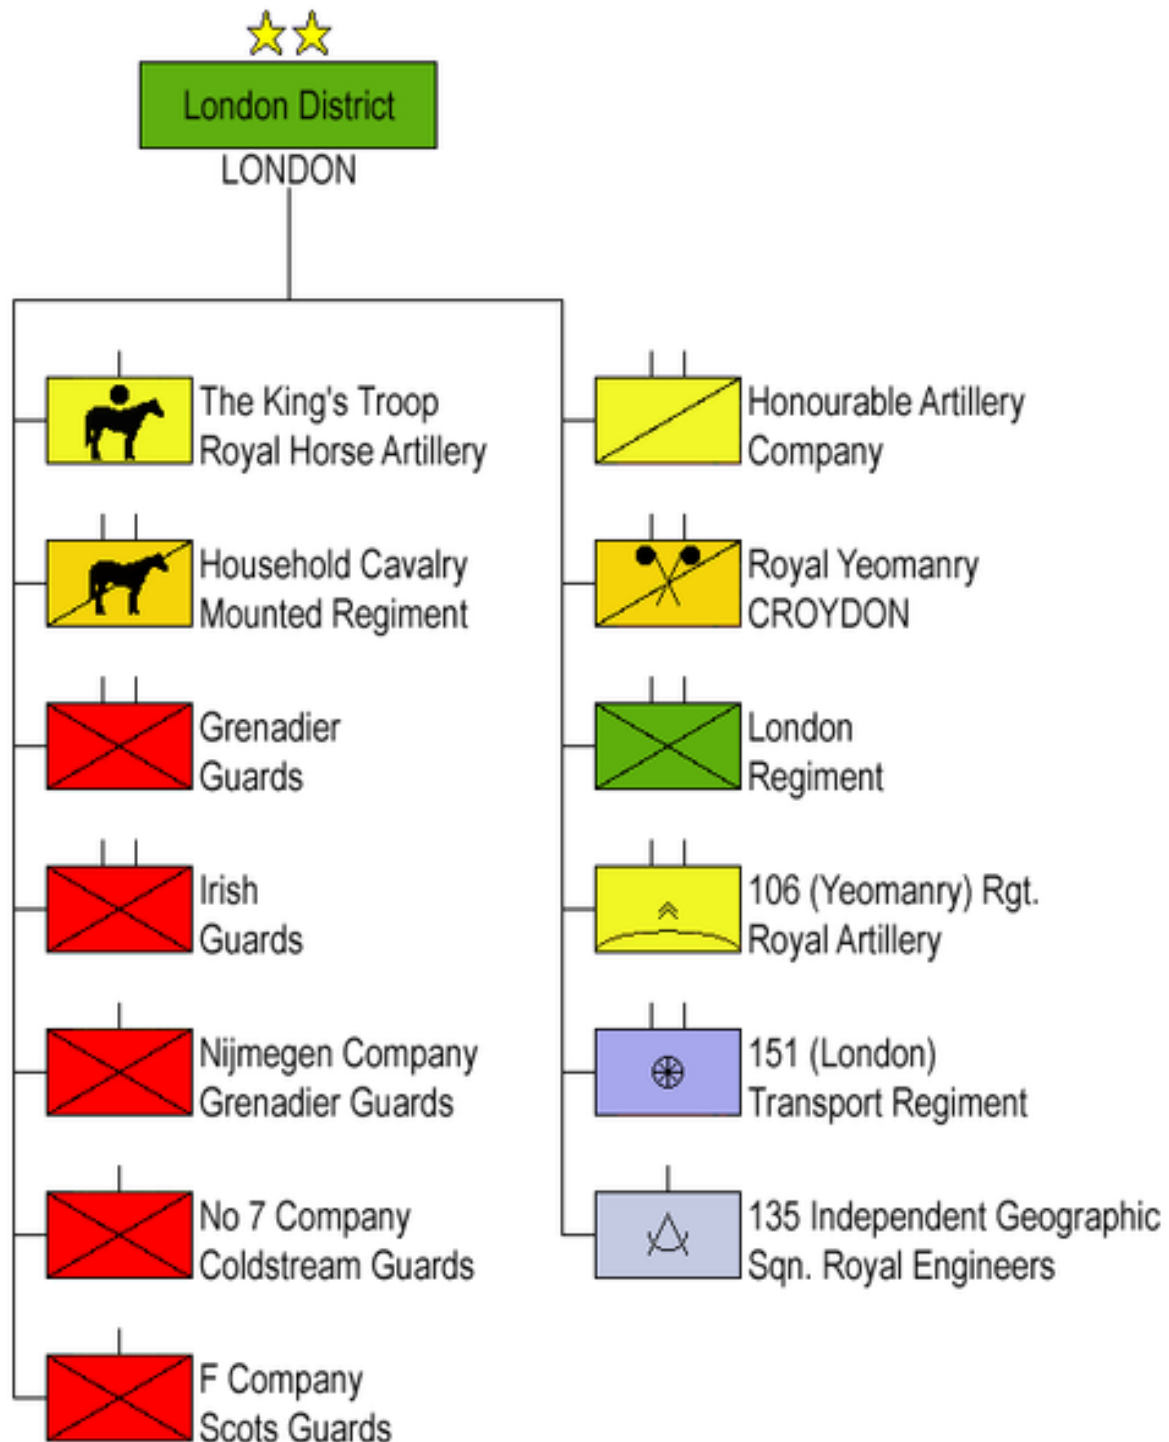 London District
LONDON
The King's Troop
Royal Horse Artillery
Household Cavalry
Mounted Regiment
Grenadier
Guards
Irish
Guards
Nijmegen Company
Grenadier Guards
No 7 Company
Coldstream Guards
F Company
Scots Guards
Honourable Artillery
Company
Royal Yeomanry
CROYDON
London
Regiment
106 (Yeomanry) Rgt.
Royal Artillery
151 (London)
Transport Regiment
135 Independent Geographic
Sqn. Royal Engineers